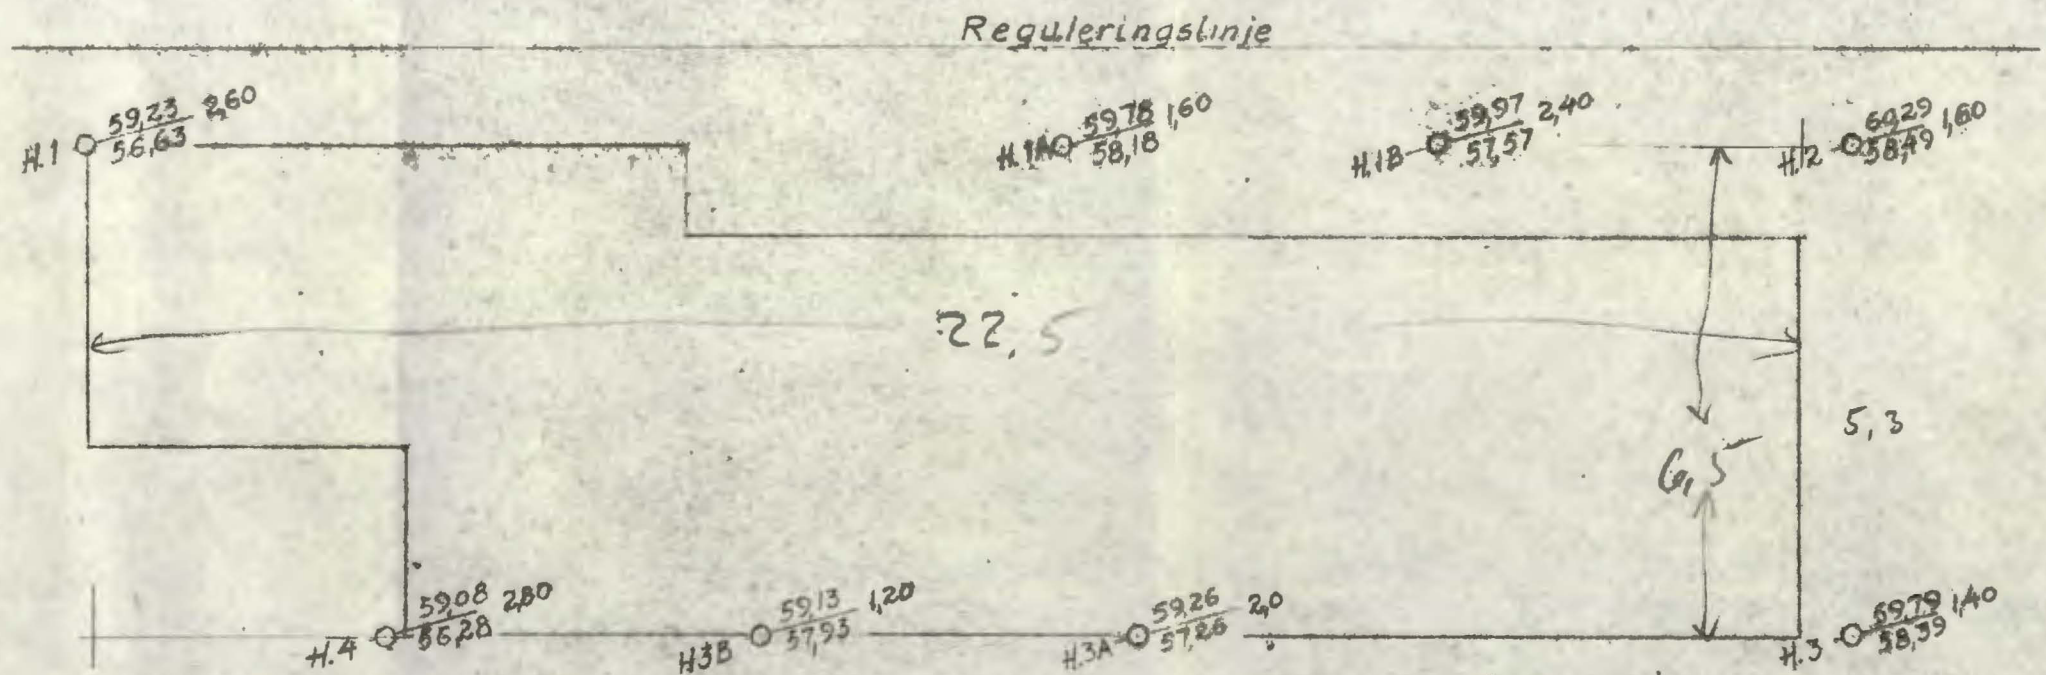 Reguleringslinje
H.1 59,23 2,60
56,63
H.1A 59,78 1,60
58,18
H.1B 59,97 2,40
57,57
H.2 60,29
58,49
22,5
5,3
6,5
H.4 59,08 2,80
56,28
H3B 59,13 1,20
57,93
H.3A 59,26 2,0
57,26
H.3 59,79 1,40
58,39